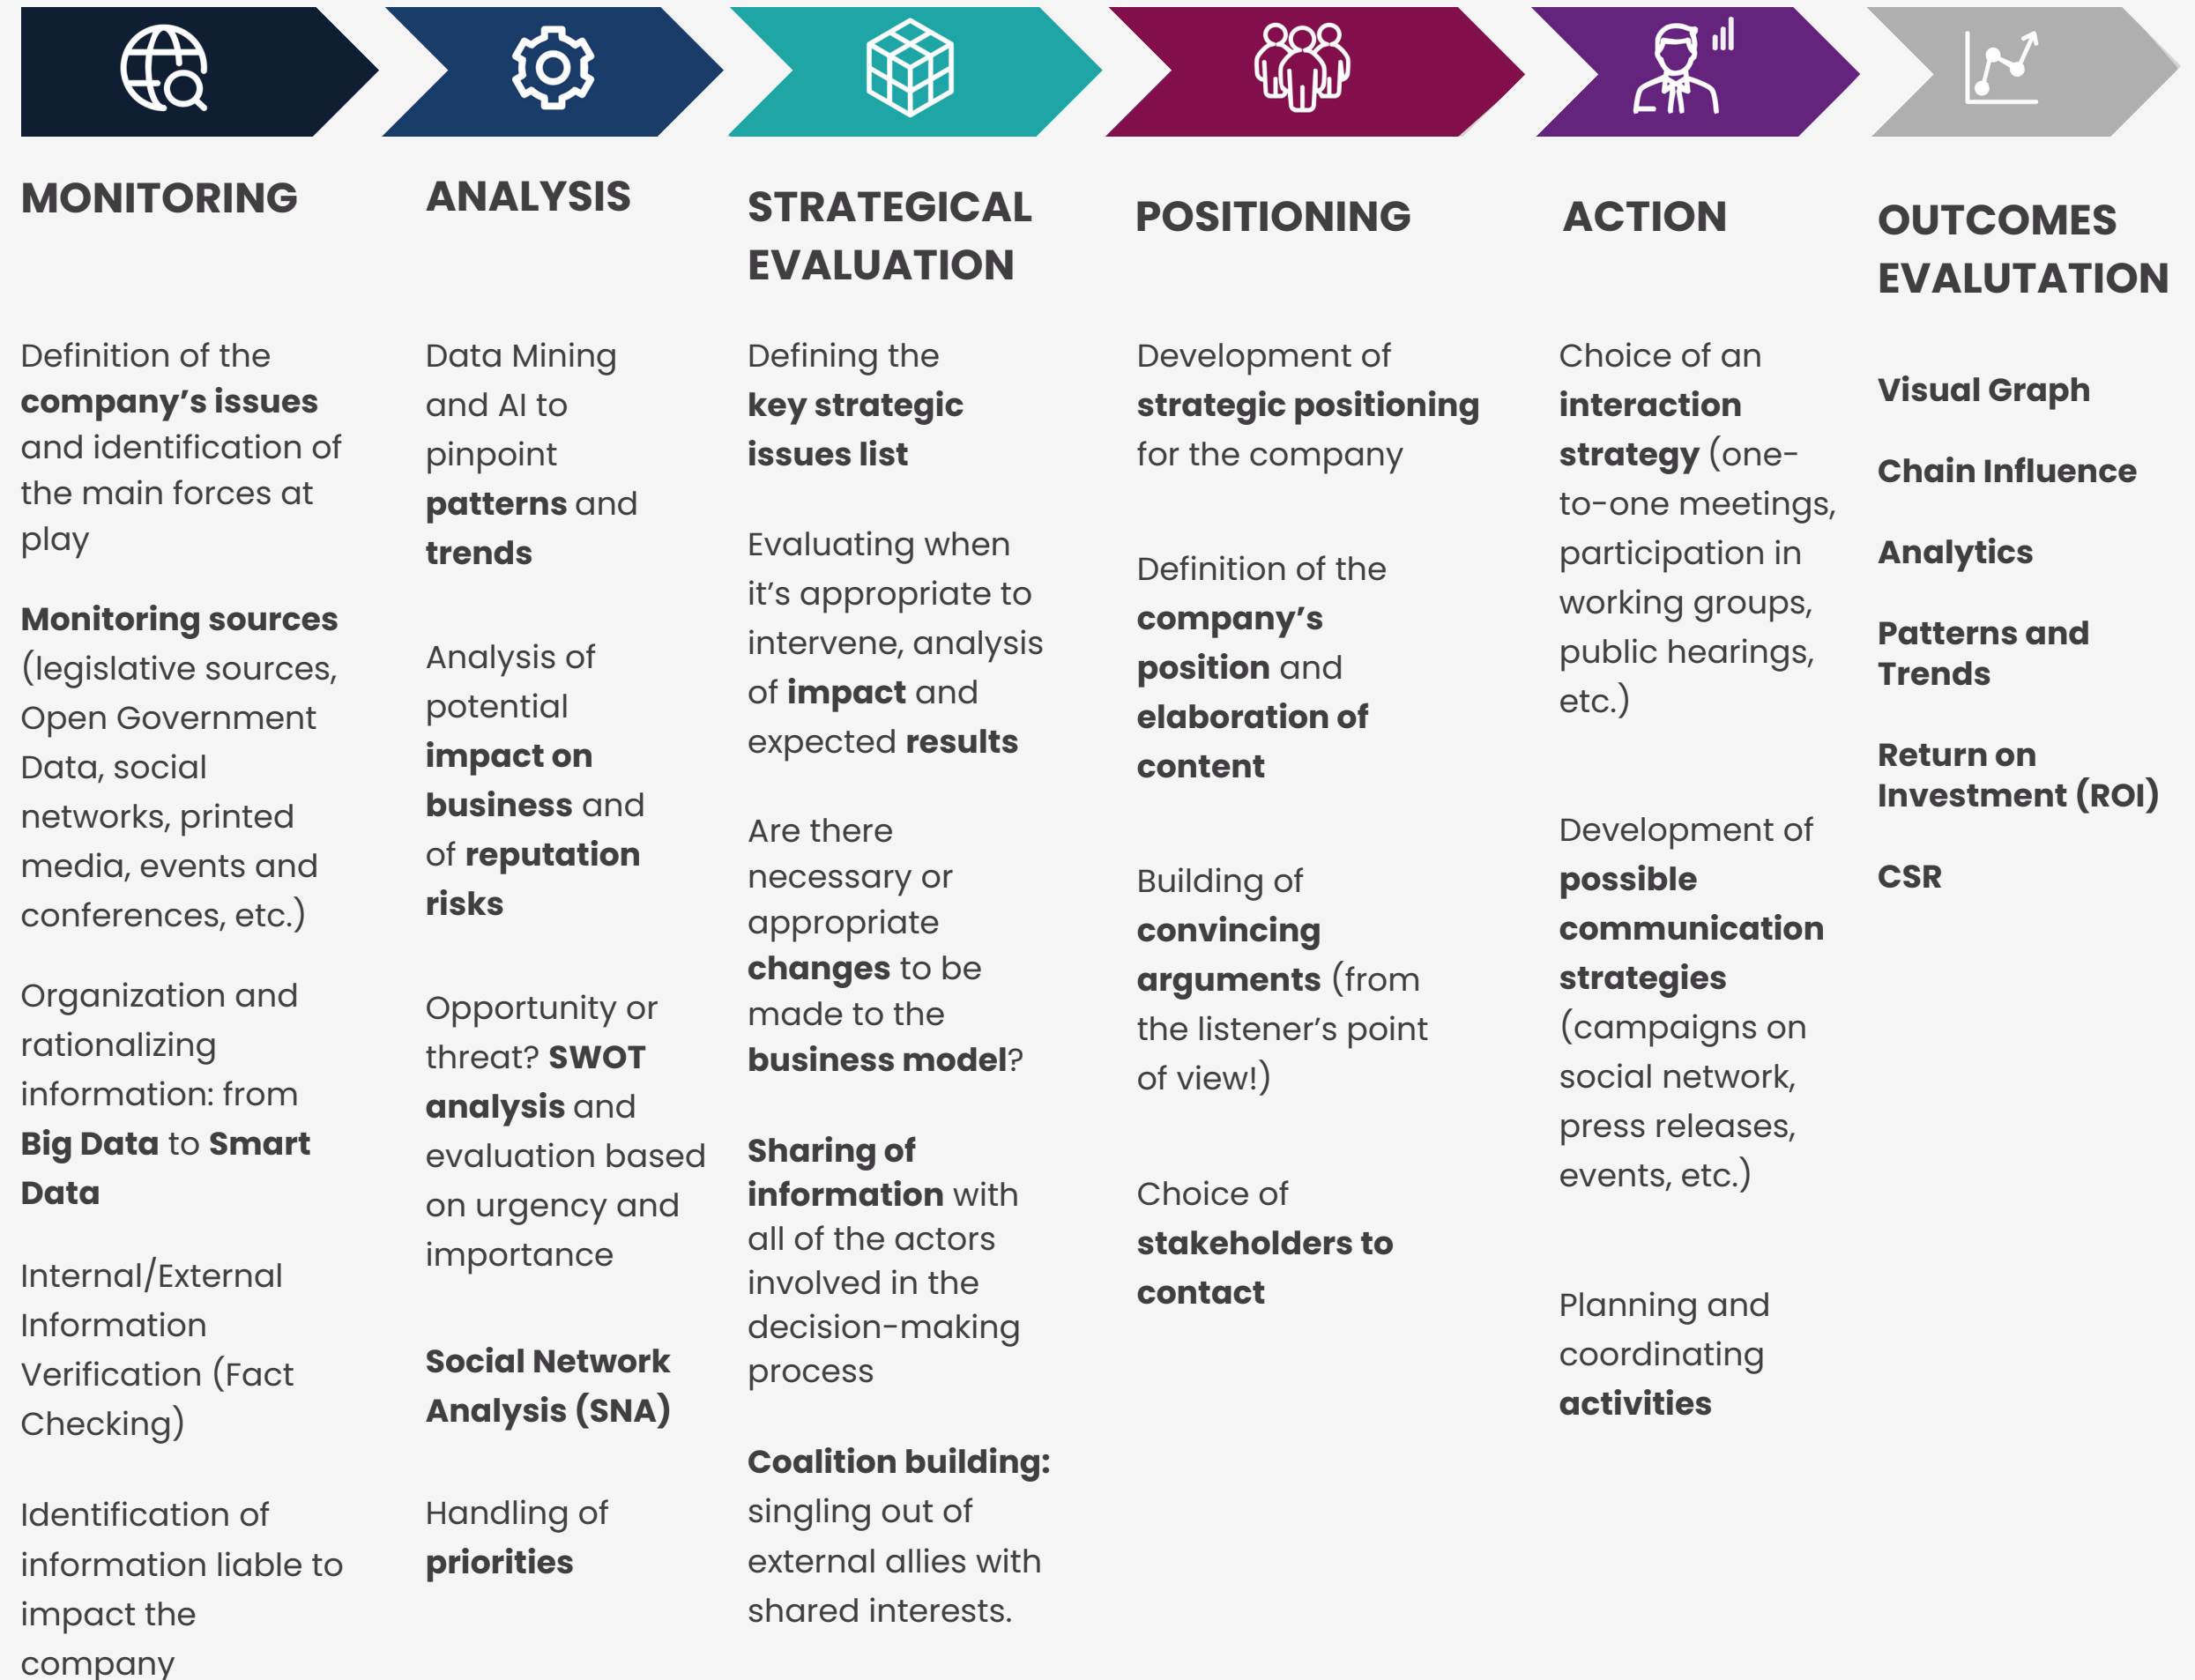 MONITORING
Definition of the
company's issues
and identification of
the main forces at
play
Monitoring sources
(legislative sources,
Open Government
Data, social
networks, printed
media, events and
conferences, etc.)
Organization and
rationalizing
information: from
Big Data to Smart
Data
Internal/External
Information
Verification (Fact
Checking)
Identification of
information liable to
impact the
company
ANALYSIS
Data Mining
and AI to
pinpoint
patterns and
trends
Analysis of
potential
impact on
business and
of reputation
risks
Opportunity or
threat? SWOT
analysis and
evaluation based
on urgency and
importance
Social Network
Analysis (SNA)
Handling of
priorities
STRATEGICAL
EVALUATION
Defining the
key strategic
issues list
Evaluating when
it's appropriate to
intervene, analysis
of impact and
expected results
Are there
necessary or
appropriate
changes to be
made to the
business model?
Sharing of
information with
all of the actors
involved in the
decision-making
process
Coalition building:
singling out of
external allies with
shared interests.
POSITIONING
Development of
strategic positioning
for the company
Definition of the
company's
position and
elaboration of
content
Building of
convincing
arguments (from
the listener's point
of view!)
Choice of
stakeholders to
contact
ACTION
Choice of an
interaction
strategy (one-
to-one meetings,
participation in
working groups,
public hearings,
etc.)
Development of
possible
communication
strategies
(campaigns on
social network,
press releases,
events, etc.)
Planning and
coordinating
activities
OUTCOMES
EVALUTATION
Visual Graph
Chain Influence
Analytics
Patterns and
Trends
Return on
Investment (ROI)
CSR